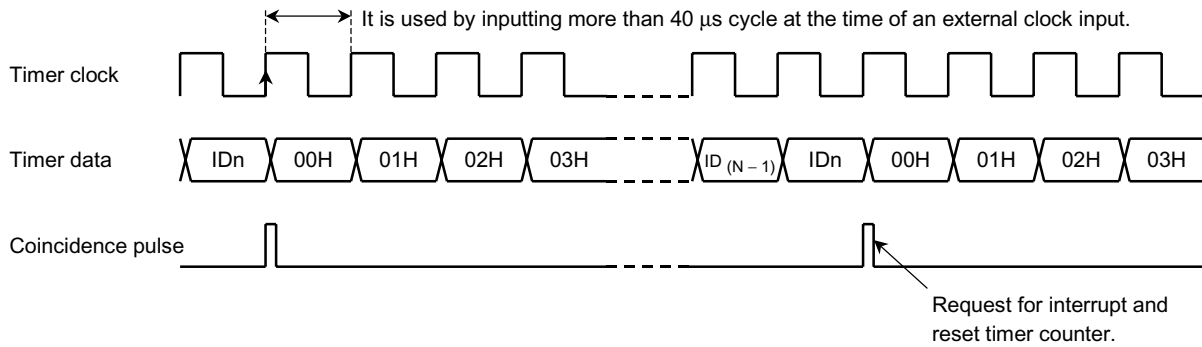 It is used by inputting more than 40 μs cycle at the time of an external clock input.
Timer clock
Timer data IDn 00H 01H 02H 03H ID (N – 1) IDn 00H 01H 02H 03H
Coincidence pulse
Request for interrupt and
reset timer counter.